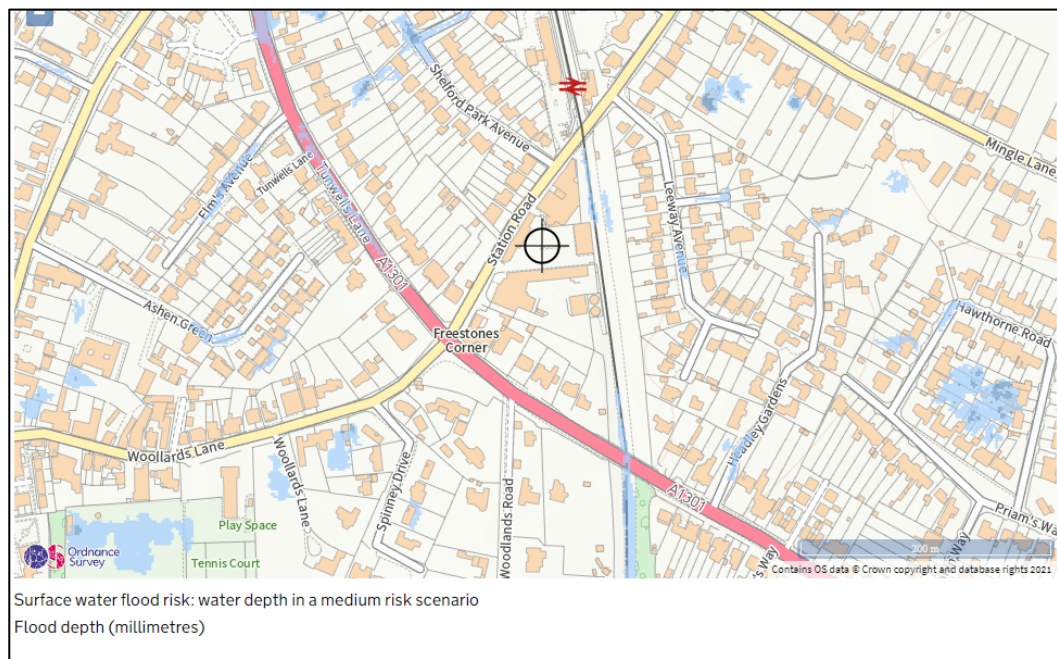 Shelford Park Avenue
Mingle Lane
Elm's Avenue
Tunwells Lane
Tunwells Lane
A1301
Station Road
Leeway Avenue
Ashen Green
Freestones
Corner
Hawthorne Road
Headley Gardens
Woollards Lane
Woollards Lane
Spinney Drive
Woodlands Road
A1301
Priam's Wa
Play Space
Tennis Court
's Way
Way
200 m
Ordnance
Survey
Contains OS data © Crown copyright and database rights 2021
Surface water flood risk: water depth in a medium risk scenario
Flood depth (millimetres)